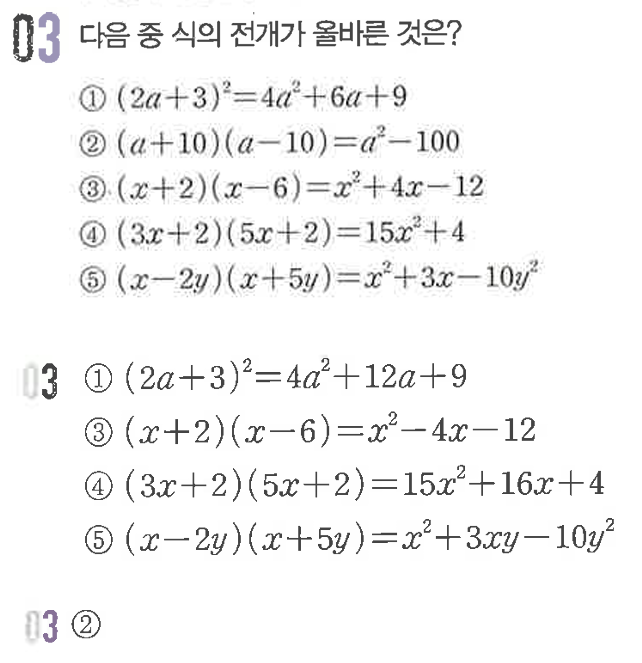 03 다음 중 식의 전개가 올바른 것은?
① (2a+3)²=4a²+6a+9
② (a+10)(a-10)=a²-100
③ (x+2)(x-6)=x²+4x-12
④ (3x+2)(5x+2)=15x²+4
⑤ (x-2y)(x+5y)=x²+3x-10y²
03 ① (2a+3)²=4a²+12a+9
③ (x+2)(x-6)=x²-4x-12
④ (3x+2)(5x+2)=15x²+16x+4
⑤ (x-2y)(x+5y)=x²+3xy-10y²
03 ②